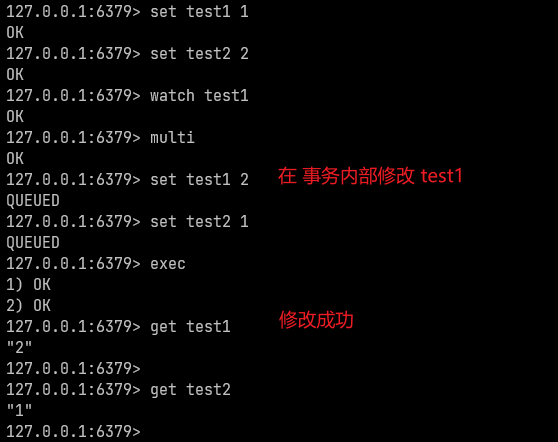 127.0.0.1:6379> set test1 1
OK
127.0.0.1:6379> set test2 2
OK
127.0.0.1:6379> watch test1
OK
127.0.0.1:6379> multi
OK
127.0.0.1:6379> set test1 2
在 事务内部修改 test1
QUEUED
127.0.0.1:6379> set test2 1
QUEUED
127.0.0.1:6379> exec
1) OK
2) OK
修改成功
127.0.0.1:6379> get test1
"2"
127.0.0.1:6379>
127.0.0.1:6379> get test2
"1"
127.0.0.1:6379>